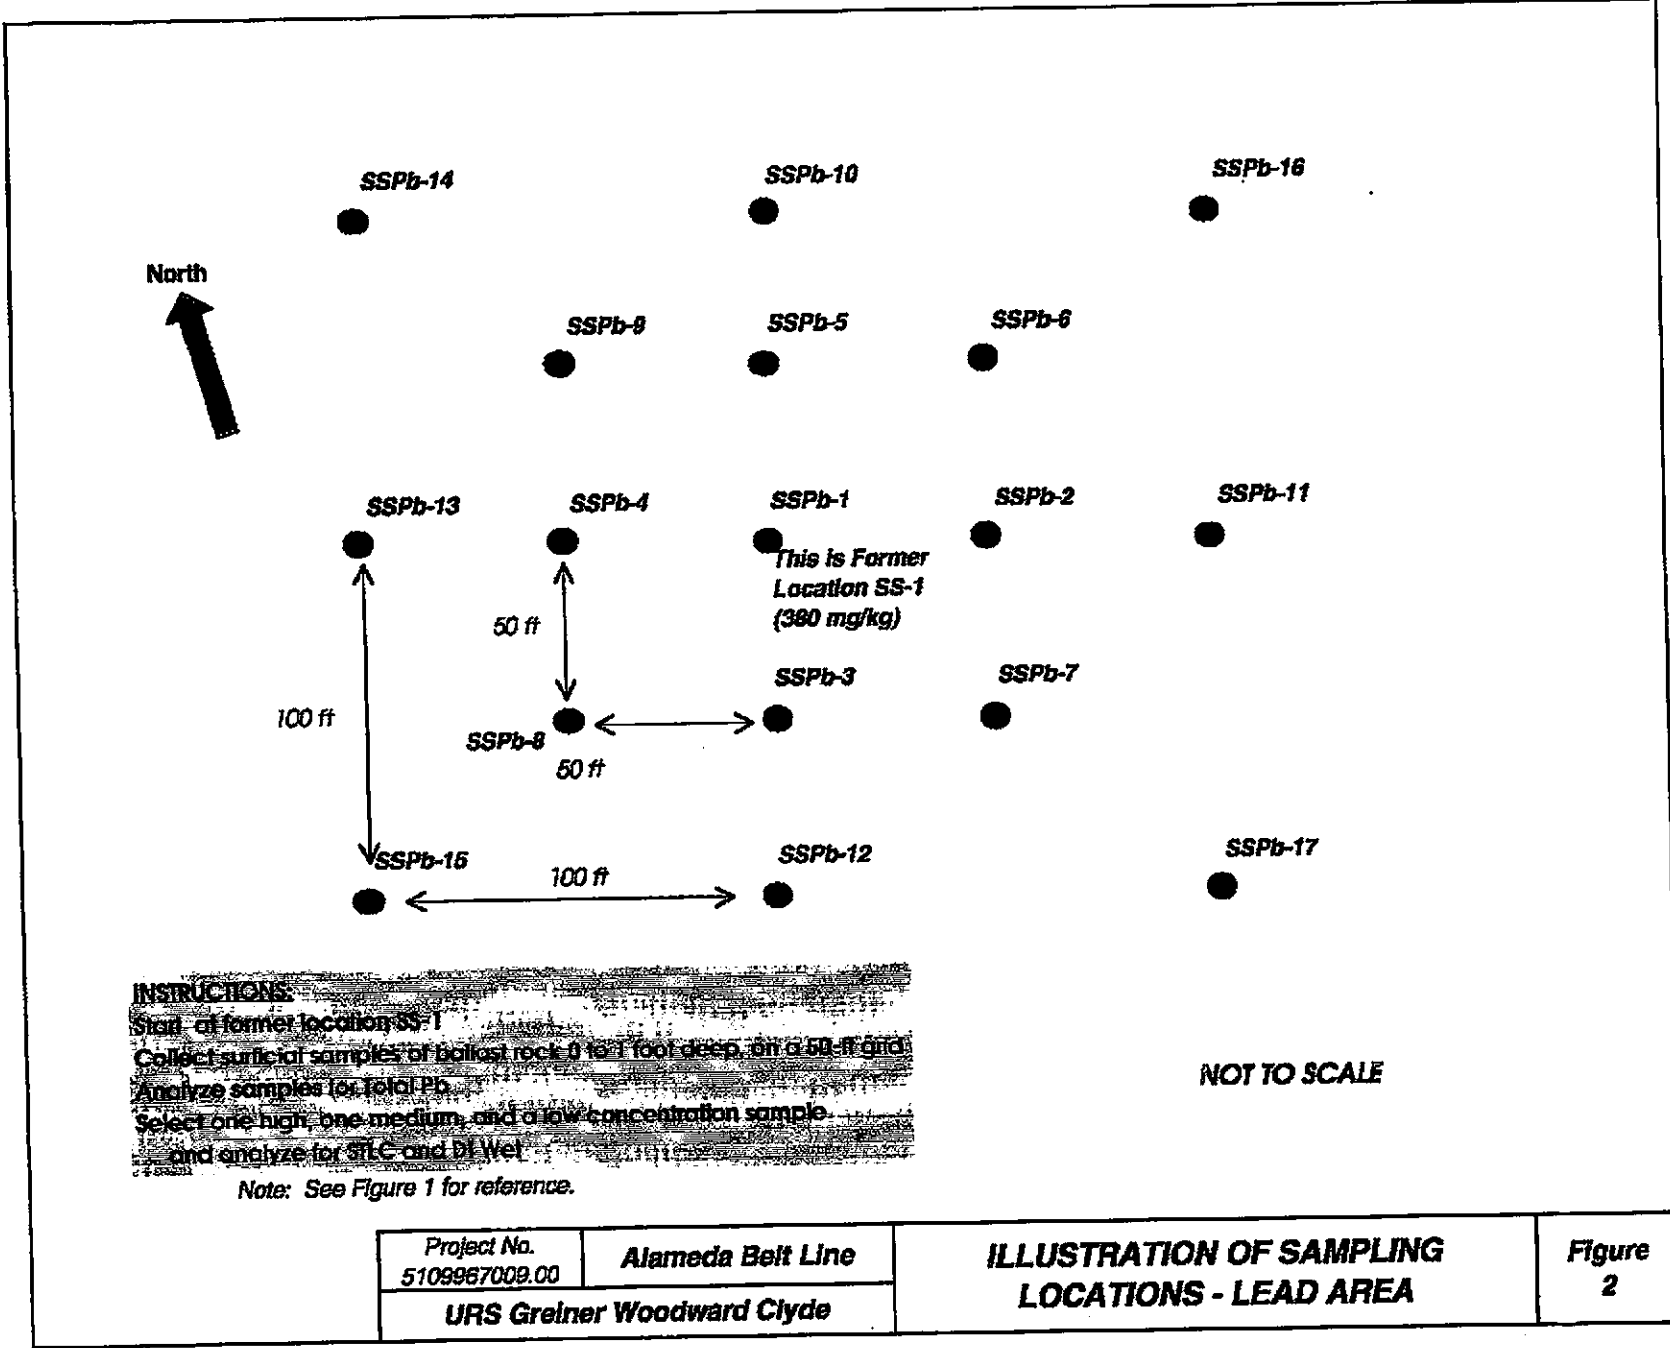 SSPb-14
SSPb-10
SSPb-16
North
SSPb-9
SSPb-5
SSPb-6
SSPb-13
SSPb-4
SSPb-1
SSPb-2
SSPb-11
This is Former
Location SS-1
(380 mg/kg)
50 ft
SSPb-3
SSPb-7
100 ft
SSPb-8
50 ft
SSPb-15
SSPb-12
SSPb-17
100 ft
INSTRUCTIONS:
Start at former location SS-1
Collect surficial samples of ballast rock 0 to 1 foot deep, on a 50-ft grid
Analyze samples for Total Pb
Select one high, one medium, and a low concentration sample
and analyze for STLC and DI Wet
NOT TO SCALE
Note: See Figure 1 for reference.
Project No.
5109967009.00
Alameda Belt Line
URS Greiner Woodward Clyde
ILLUSTRATION OF SAMPLING
LOCATIONS - LEAD AREA
Figure
2